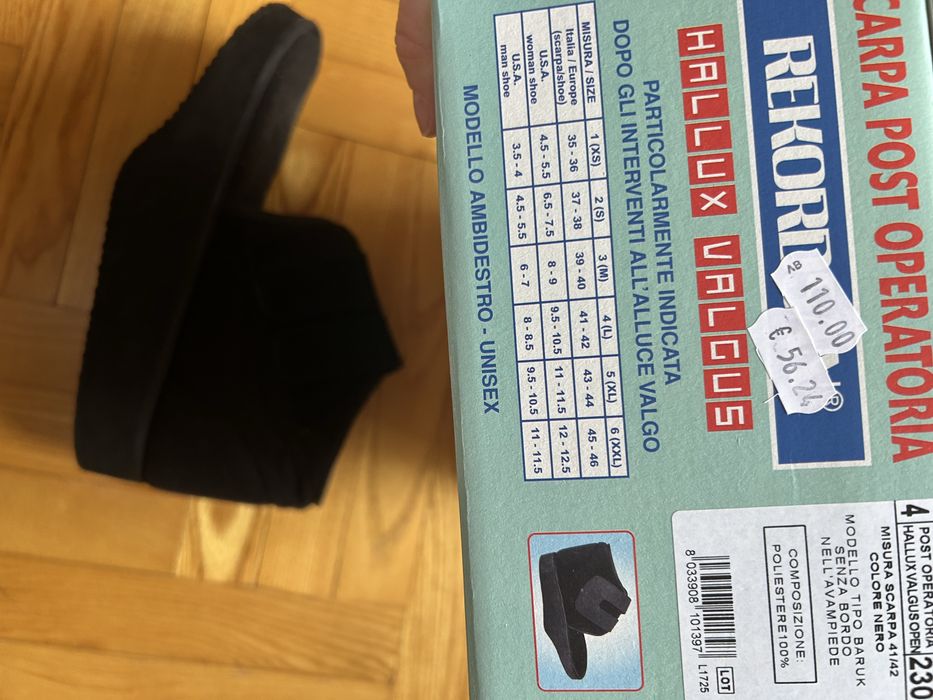 SCARPA POST OPERATORIA
REKORD
®
лв 110.00
€ 56.24
HALLUX VALGUS
PARTICOLARMENTE INDICATA
DOPO GLI INTERVENTI ALL'ALLUCE VALGO
MISURA / SIZE 1 (XS) 2 (S) 3 (M) 4 (L) 5 (XL) 6 (XXL)
Italia / Europe (scarpa/shoe) 35 - 36 37 - 38 39 - 40 41 - 42 43 - 44 45 - 46
U.S.A. woman shoe 4.5 - 5.5 6.5 - 7.5 8 - 9 9.5 - 10.5 11 - 11.5 12 - 12.5
U.S.A. man shoe 3.5 - 4 4.5 - 5.5 6 - 7 8 - 8.5 9.5 - 10.5 11 - 11.5
MODELLO AMBIDESTRO - UNISEX
4 POST OPERATORIA 230
HALLUXVALGUSOPEN
MISURA SCARPA 41/42
COLORE NERO
MODELLO TIPO BARUK
SENZA BORDO
NELL'AVAMPIEDE
COMPOSIZIONE:
POLIESTERE100%
8 033908 101397
LOT L1725